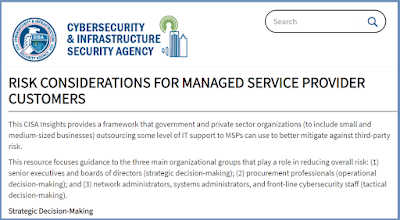 CYBERSECURITY
& INFRASTRUCTURE
SECURITY AGENCY
Search
RISK CONSIDERATIONS FOR MANAGED SERVICE PROVIDER
CUSTOMERS
This CISA Insights provides a framework that government and private sector organizations (to include small and
medium-sized businesses) outsourcing some level of IT support to MSPs can use to better mitigate against third-party
risk.
This resource focuses guidance to the three main organizational groups that play a role in reducing overall risk: (1)
senior executives and boards of directors (strategic decision-making); (2) procurement professionals (operational
decision-making); and (3) network administrators, systems administrators, and front-line cybersecurity staff (tactical
decision-making).
Strategic Decision-Making